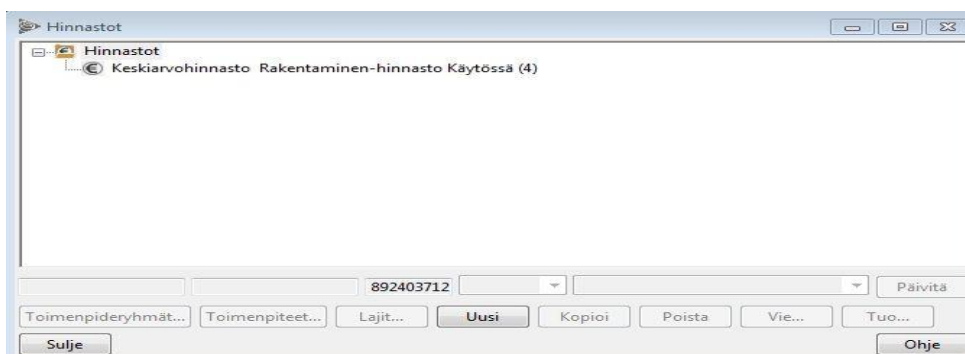 Hinnastot
Hinnastot
Keskiarvohinnasto Rakentaminen-hinnasto Käytössä (4)
892403712 Päivitä
Toimenpideryhmät... Toimenpiteet... Lajit... Uusi Kopioi Poista Vie... Tuo...
Sulje Ohje